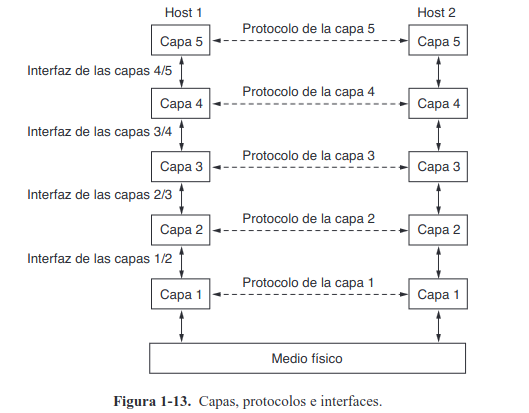 Host 1 Host 2
Capa 5 Protocolo de la capa 5 Capa 5
Interfaz de las capas 4/5
Capa 4 Protocolo de la capa 4 Capa 4
Interfaz de las capas 3/4
Capa 3 Protocolo de la capa 3 Capa 3
Interfaz de las capas 2/3
Capa 2 Protocolo de la capa 2 Capa 2
Interfaz de las capas 1/2
Capa 1 Protocolo de la capa 1 Capa 1
Medio físico
Figura 1-13. Capas, protocolos e interfaces.